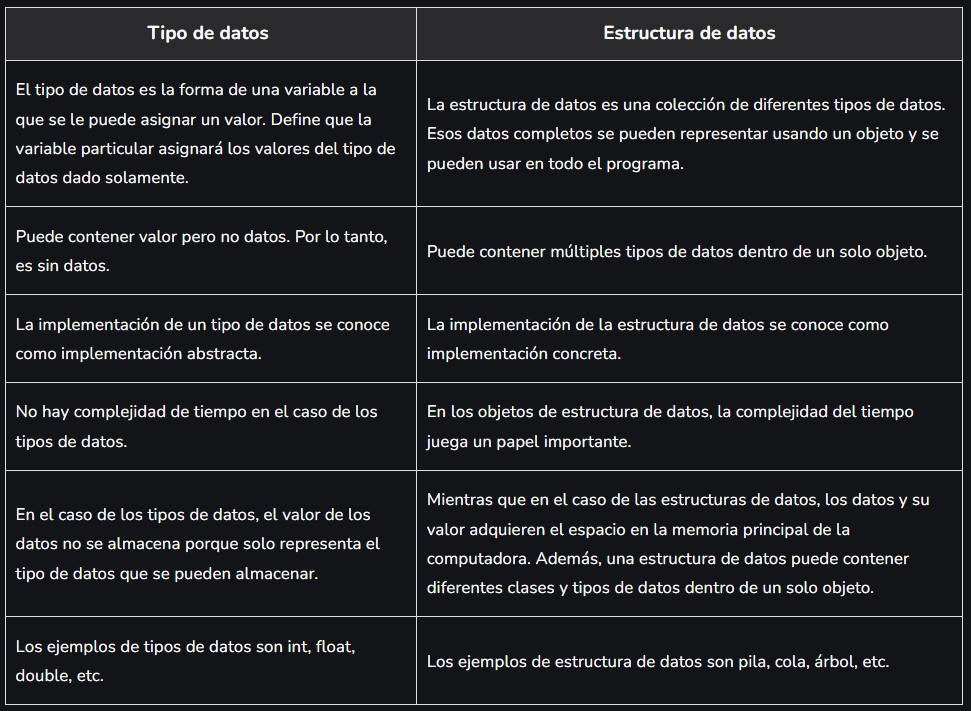 Tipo de datos
Estructura de datos
El tipo de datos es la forma de una variable a la
que se le puede asignar un valor. Define que la
variable particular asignará los valores del tipo de
datos dado solamente.
La estructura de datos es una colección de diferentes tipos de datos.
Esos datos completos se pueden representar usando un objeto y se
pueden usar en todo el programa.
Puede contener valor pero no datos. Por lo tanto,
es sin datos.
Puede contener múltiples tipos de datos dentro de un solo objeto.
La implementación de un tipo de datos se conoce
como implementación abstracta.
La implementación de la estructura de datos se conoce como
implementación concreta.
No hay complejidad de tiempo en el caso de los
tipos de datos.
En los objetos de estructura de datos, la complejidad del tiempo
juega un papel importante.
En el caso de los tipos de datos, el valor de los
datos no se almacena porque solo representa el
tipo de datos que se pueden almacenar.
Mientras que en el caso de las estructuras de datos, los datos y su
valor adquieren el espacio en la memoria principal de la
computadora. Además, una estructura de datos puede contener
diferentes clases y tipos de datos dentro de un solo objeto.
Los ejemplos de tipos de datos son int, float,
double, etc.
Los ejemplos de estructura de datos son pila, cola, árbol, etc.